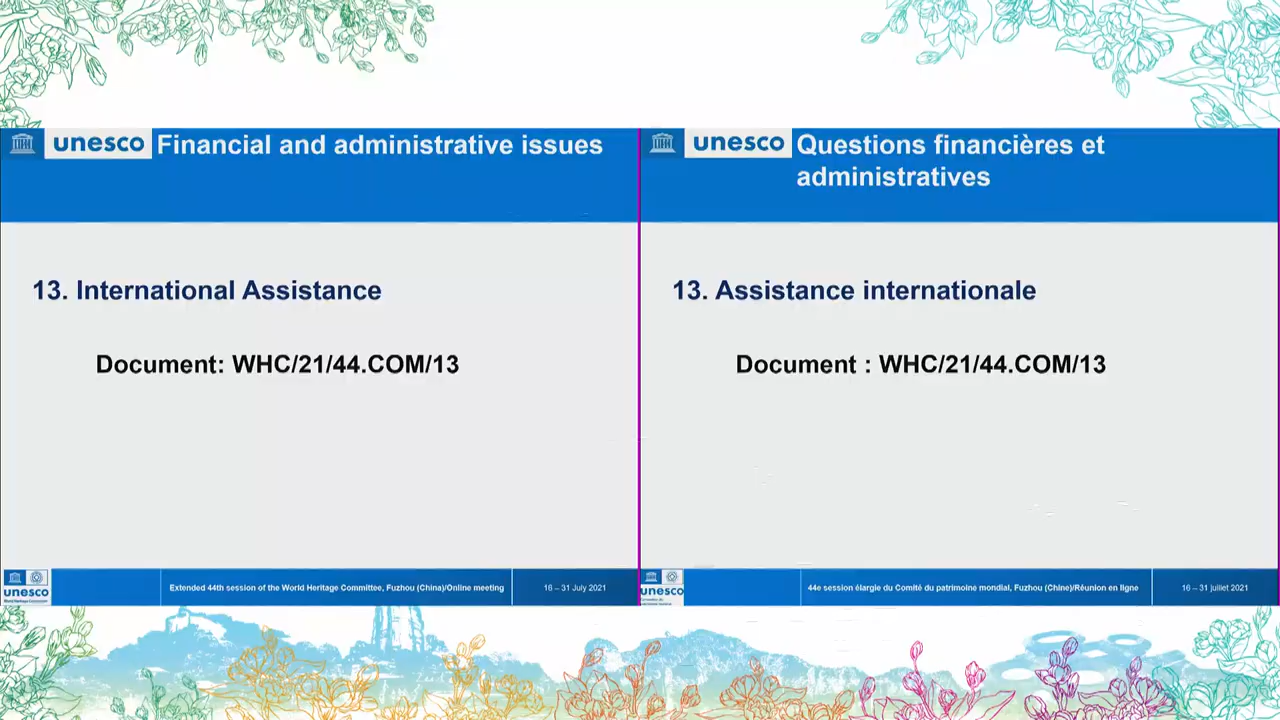 unesco Financial and administrative issues
13. International Assistance
Document: WHC/21/44.COM/13
unesco
Extended 44th session of the World Heritage Committee, Fuzhou (China)/Online meeting
16 – 31 July 2021
unesco Questions financières et
administratives
13. Assistance internationale
Document : WHC/21/44.COM/13
unesco
44e session élargie du Comité du patrimoine mondial, Fuzhou (Chine)/Réunion en ligne
16 – 31 juillet 2021